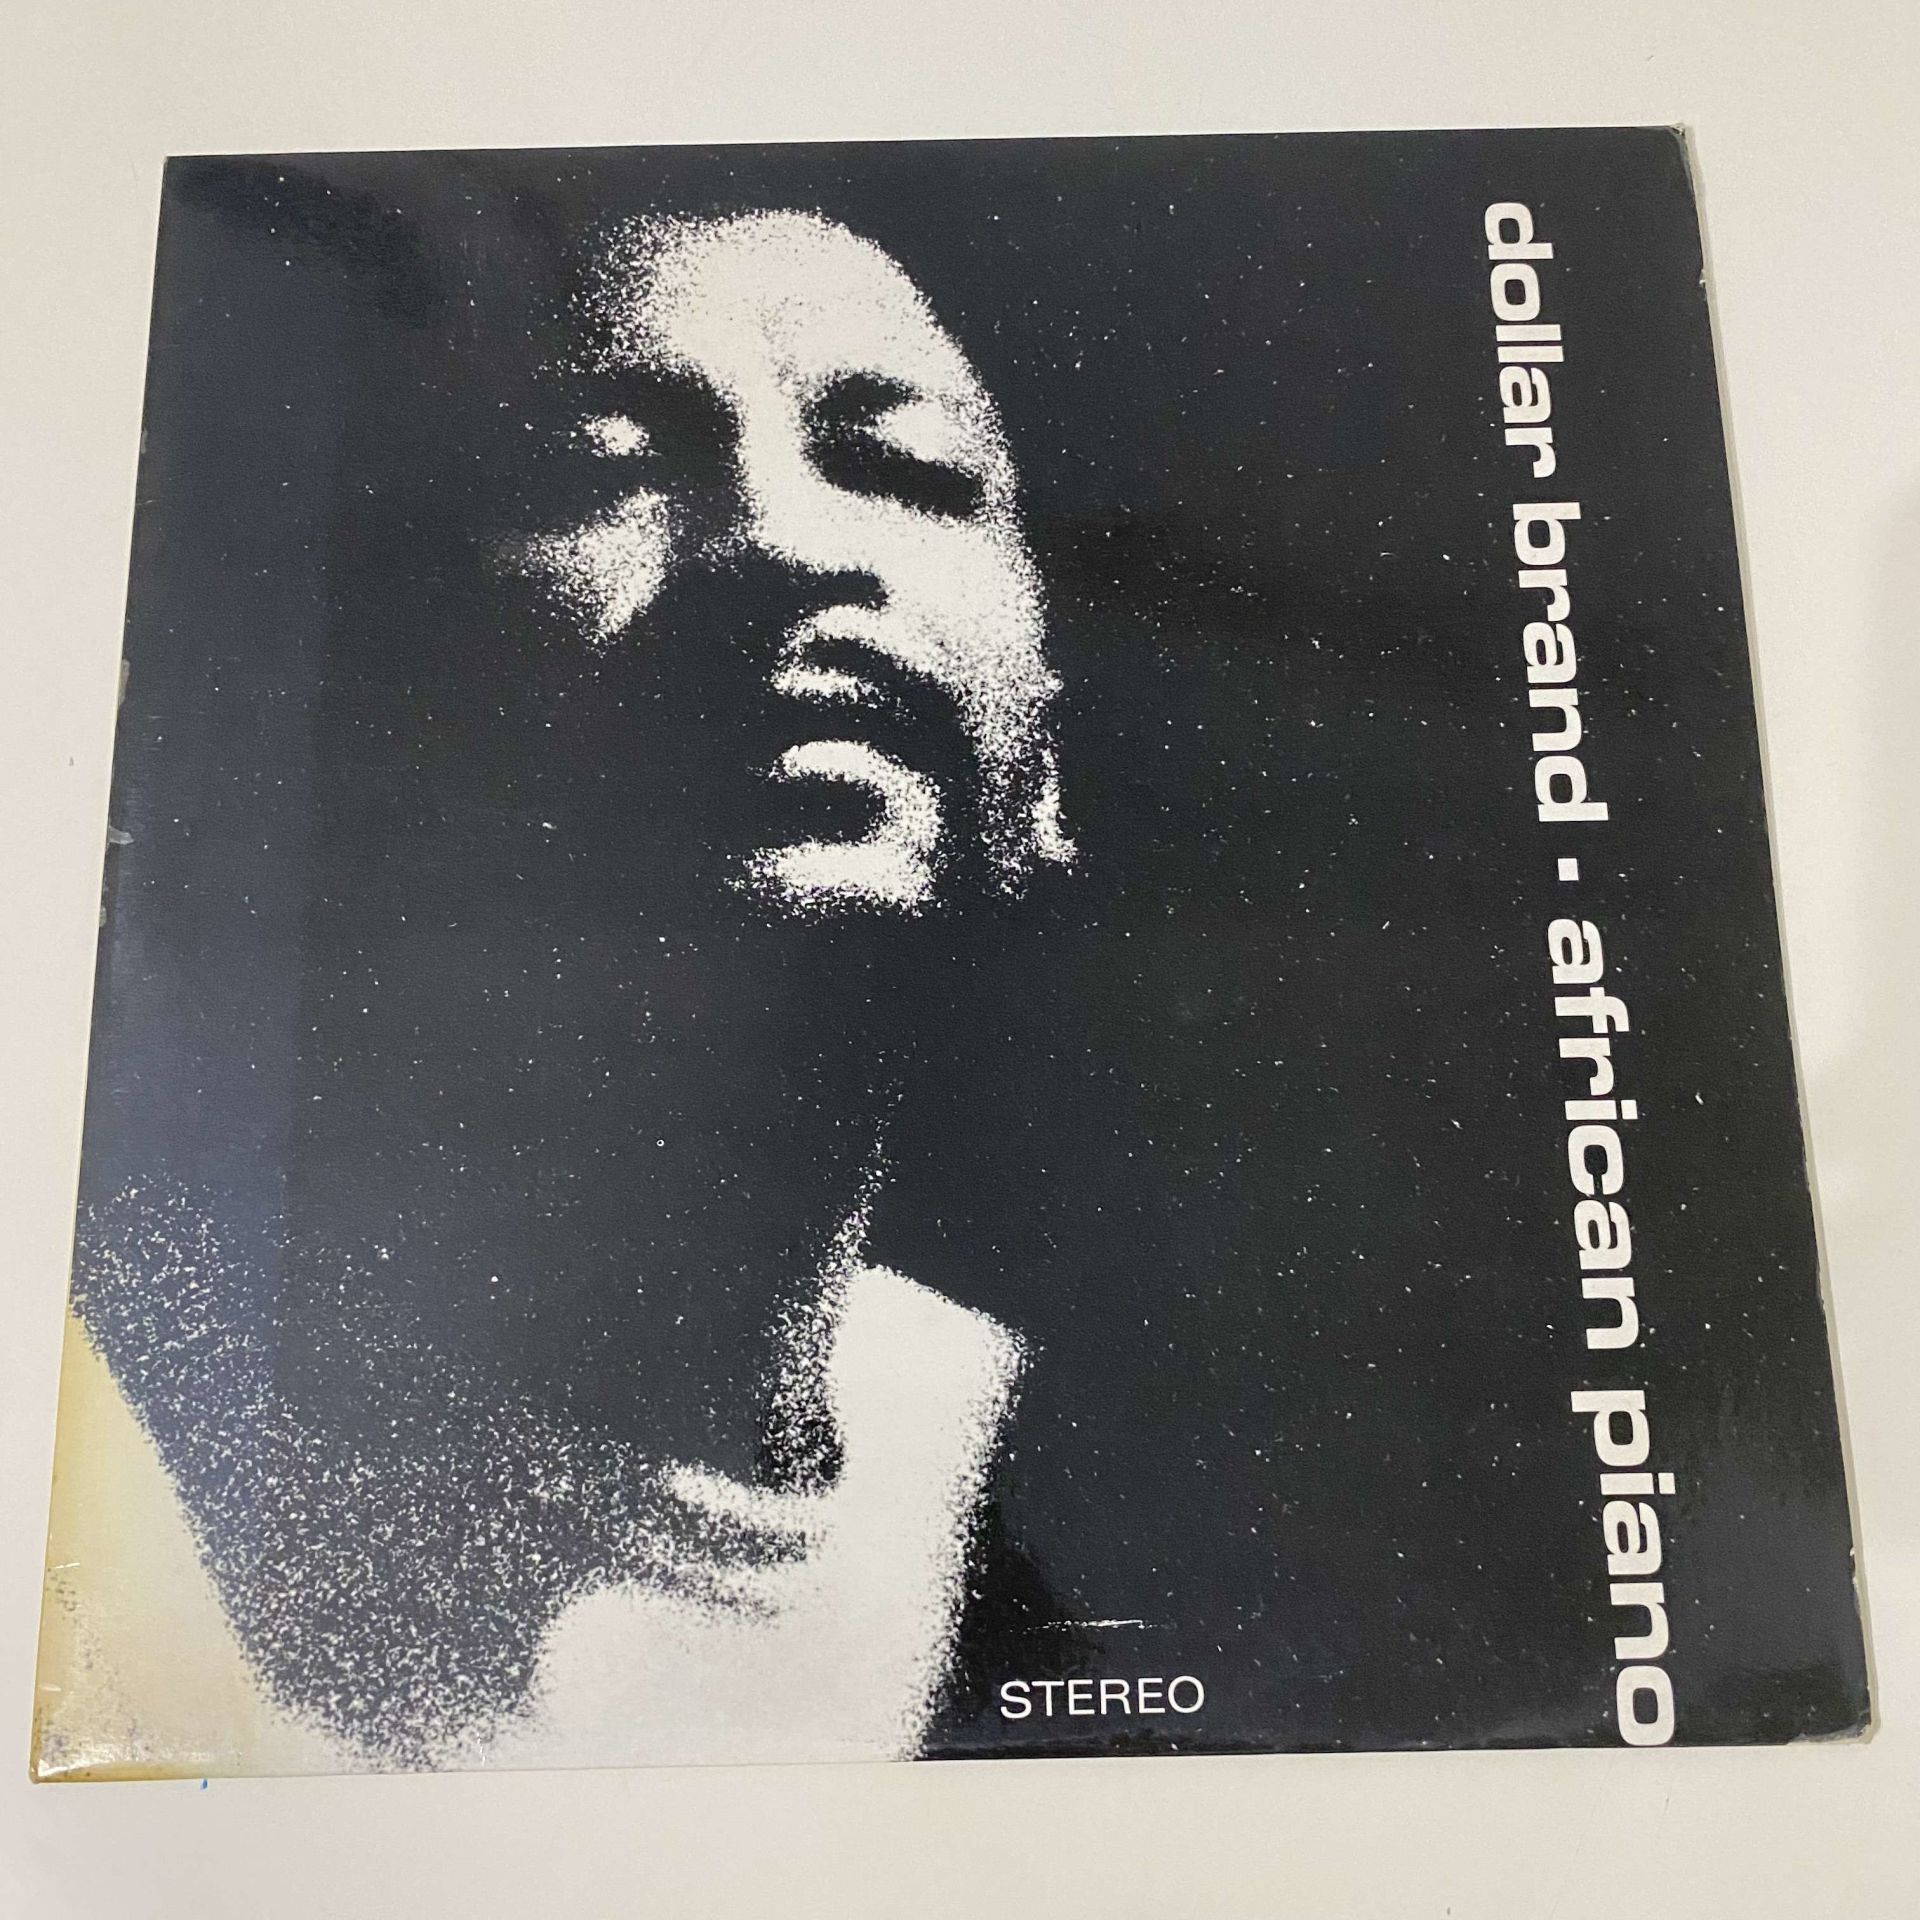 dollar brand · african piano
STEREO